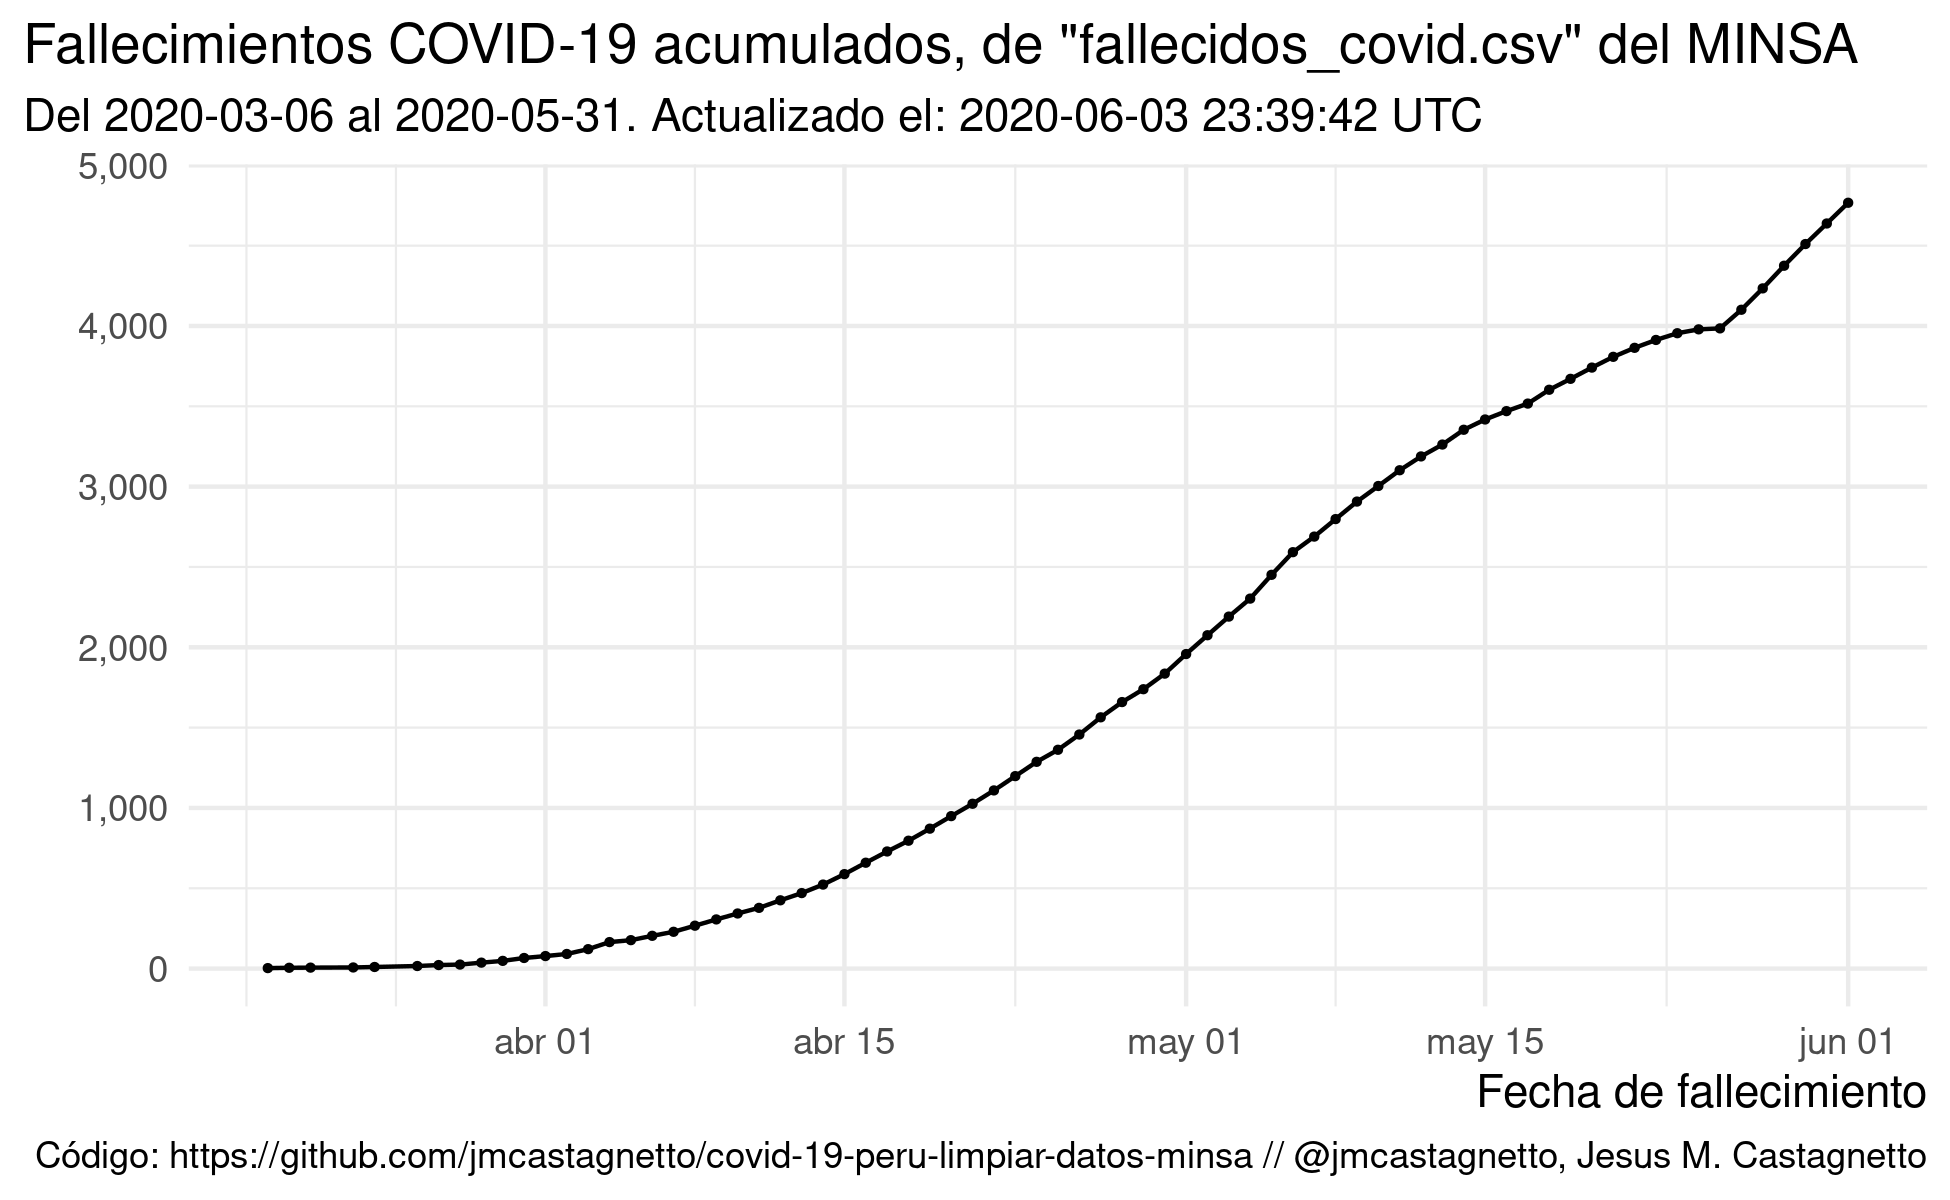 Fallecimientos COVID-19 acumulados, de "fallecidos_covid.csv" del MINSA
Del 2020-03-06 al 2020-05-31. Actualizado el: 2020-06-03 23:39:42 UTC
5,000
4,000
3,000
2,000
1,000
0
abr 01 abr 15 may 01 may 15 jun 01
Fecha de fallecimiento
Código: https://github.com/jmcastagnetto/covid-19-peru-limpiar-datos-minsa // @jmcastagnetto, Jesus M. Castagnetto